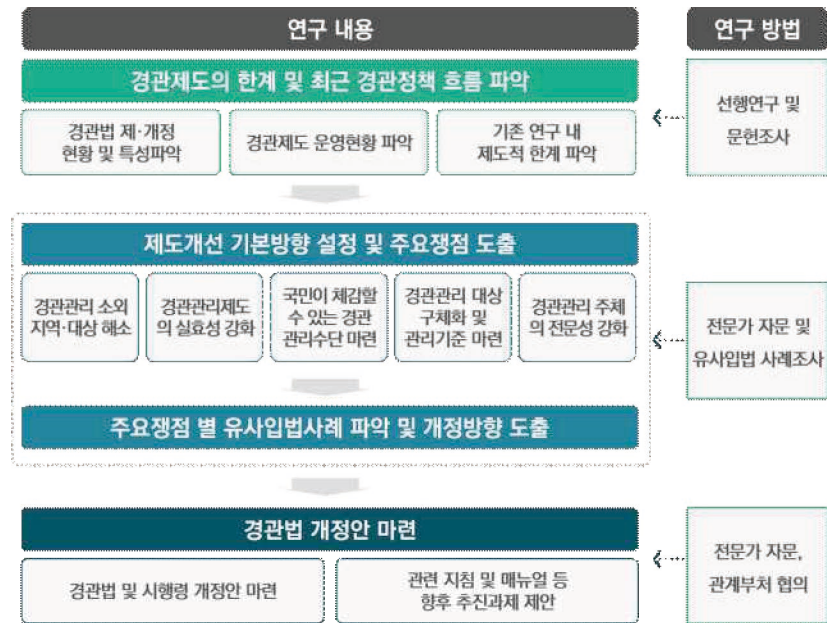 연구 내용
연구 방법
경관제도의 한계 및 최근 경관정책 흐름 파악
경관법 제·개정
현황 및 특성파악
경관제도 운영현황 파악
기존 연구 내
제도적 한계 파악
선행연구 및
문헌조사
제도개선 기본방향 설정 및 주요쟁점 도출
경관관리 소외
지역·대상 해소
경관관리제도
의 실효성 강화
국민이 체감할
수 있는 경관
관리수단 마련
경관관리 대상
구체화 및
관리기준 마련
경관관리 주체
의 전문성 강화
전문가 자문 및
유사입법 사례조사
주요쟁점 별 유사입법사례 파악 및 개정방향 도출
경관법 개정안 마련
경관법 및 시행령 개정안 마련
관련 지침 및 매뉴얼 등
향후 추진과제 제안
전문가 자문,
관계부처 협의